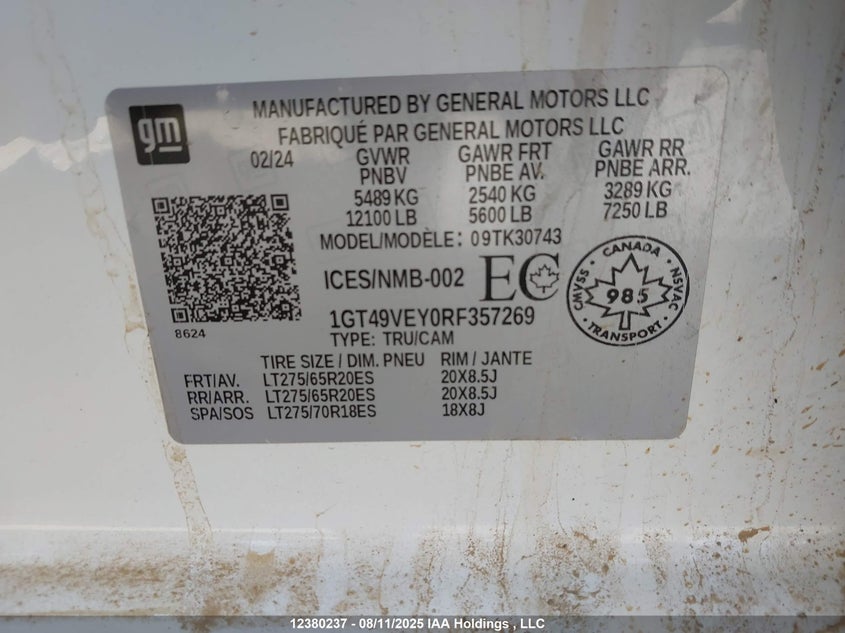 gm
MANUFACTURED BY GENERAL MOTORS LLC
FABRIQUÉ PAR GENERAL MOTORS LLC
02/24 GVWR GAWR FRT GAWR RR
PNBV PNBE AV. PNBE ARR.
5489 KG 2540 KG 3289 KG
12100 LB 5600 LB 7250 LB
MODEL/MODÈLE: 09TK30743
ICES/NMB-002 EC
CANADA
CMVSS 985 NSVAC
TRANSPORT
8624
1GT49VEY0RF357269
TYPE: TRU/CAM
TIRE SIZE / DIM. PNEU RIM / JANTE
FRT/AV. LT275/65R20ES 20X8.5J
RR/ARR. LT275/65R20ES 20X8.5J
SPA/SOS LT275/70R18ES 18X8J
12380237 - 08/11/2025 IAA Holdings , LLC